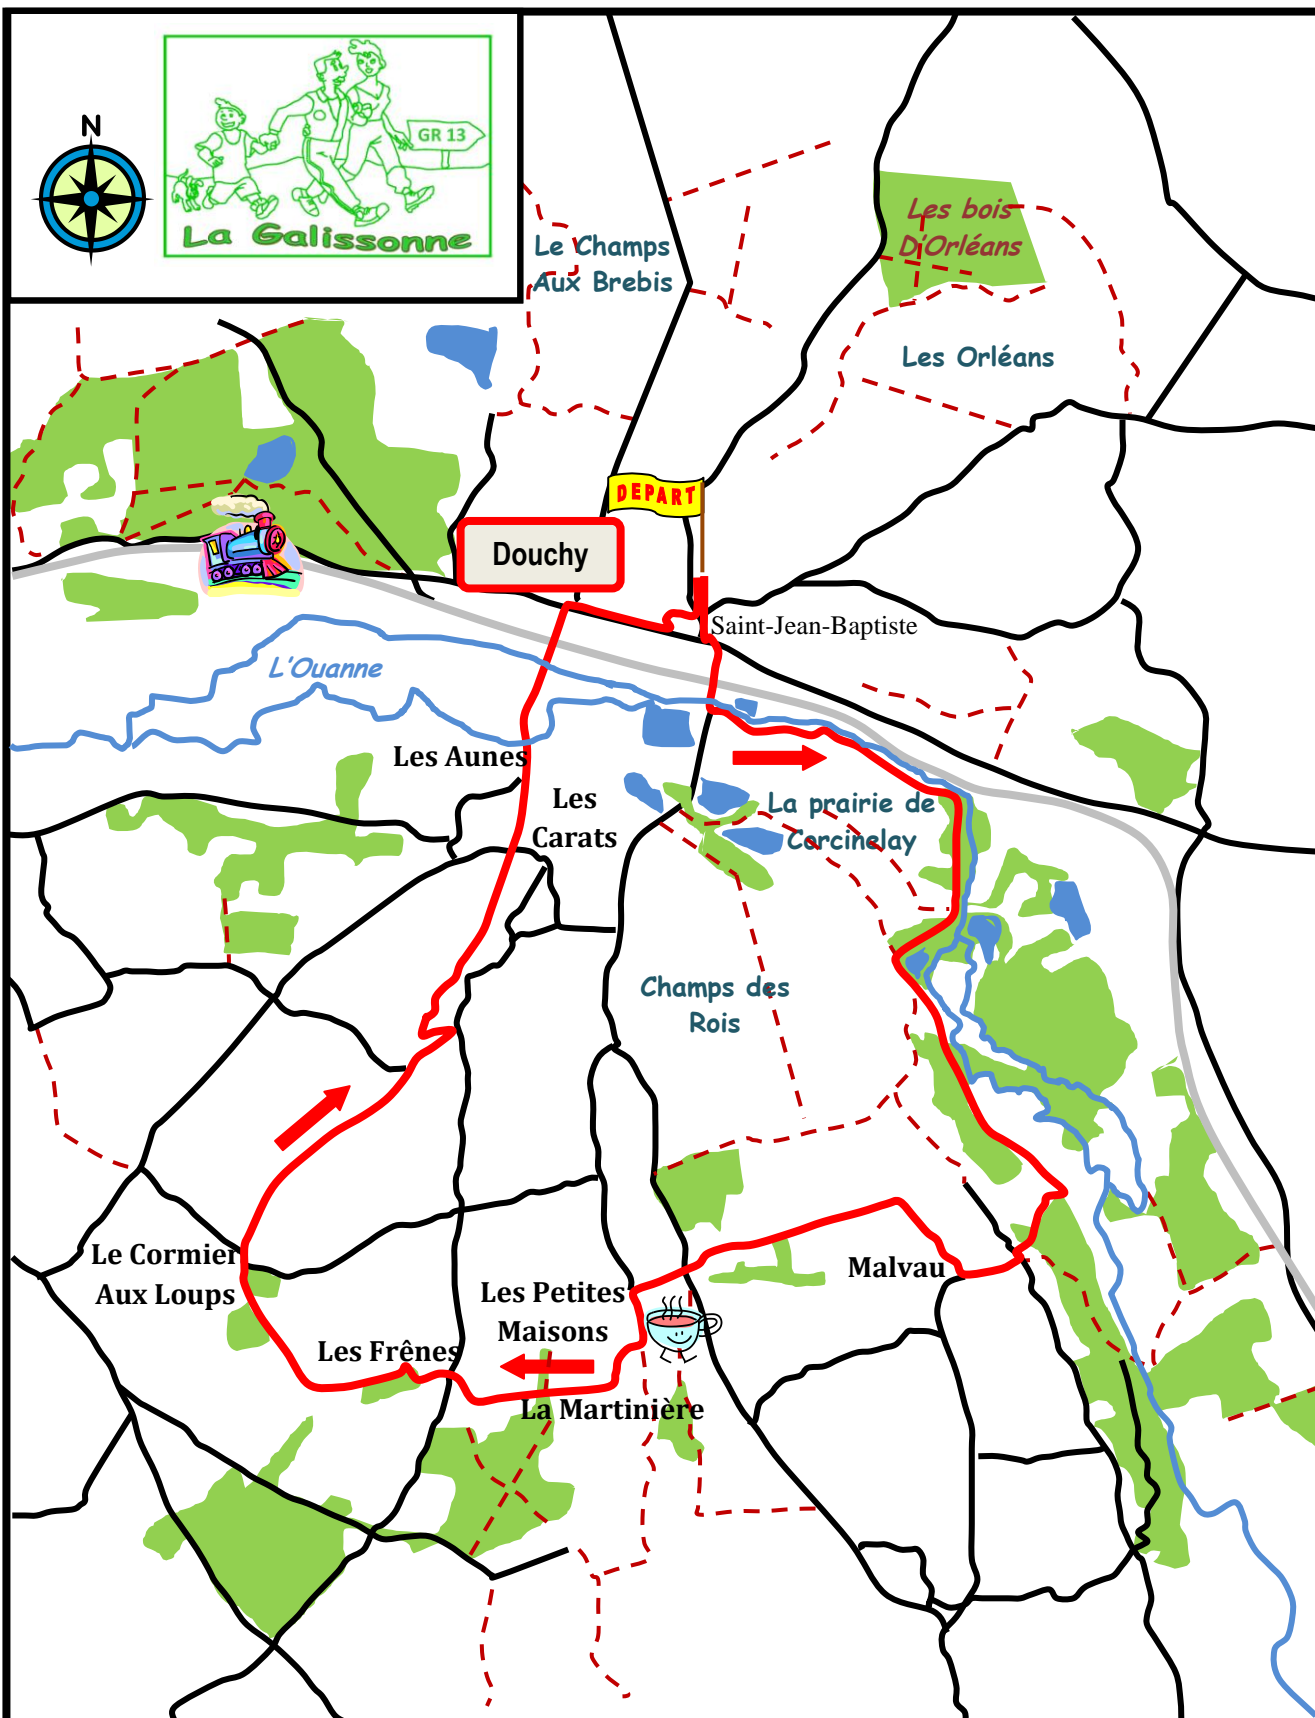 N
GR 13
La Galissonne
Les bois
D'Orléans
Le Champs
Aux Brebis
Les Orléans
DEPART
Douchy
Saint-Jean-Baptiste
L'Ouanne
Les Aunes
Les
Carats
La prairie de
Corcinelay
Champs des
Rois
Le Cormier
Aux Loups
Malvau
Les Petites
Maisons
Les Frênes
La Martinière